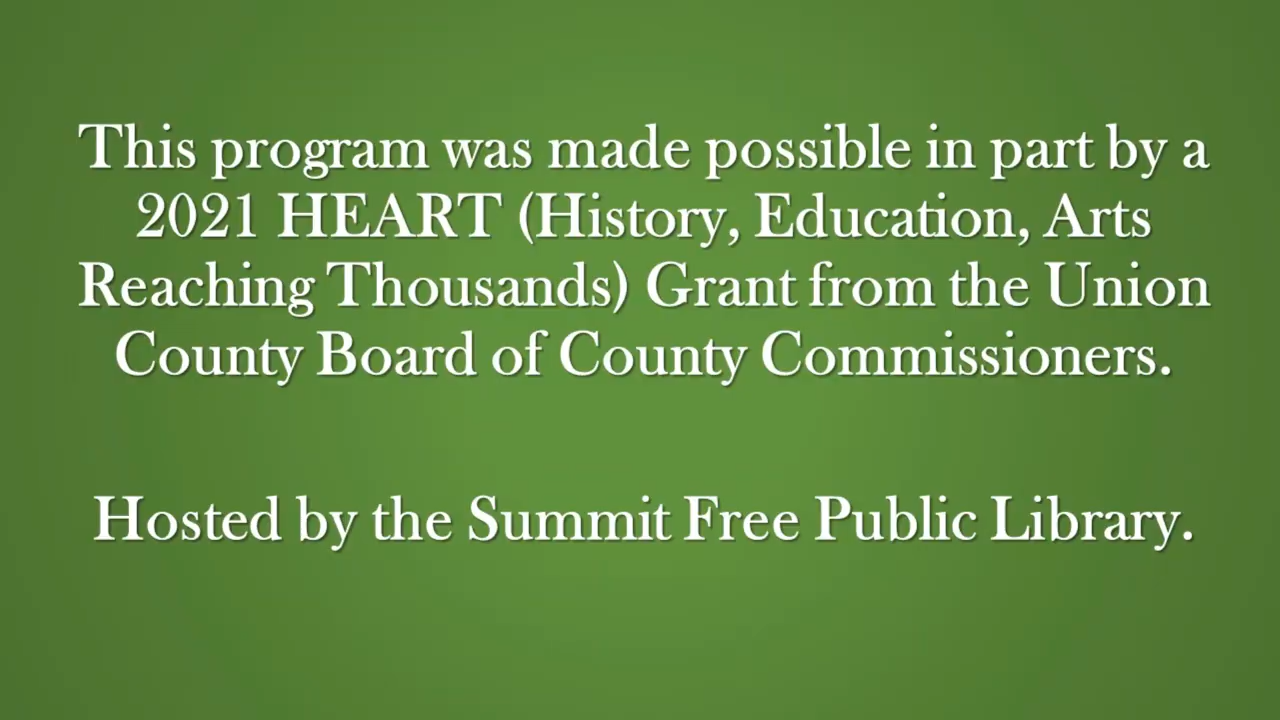 This program was made possible in part by a
2021 HEART (History, Education, Arts
Reaching Thousands) Grant from the Union
County Board of County Commissioners.
Hosted by the Summit Free Public Library.